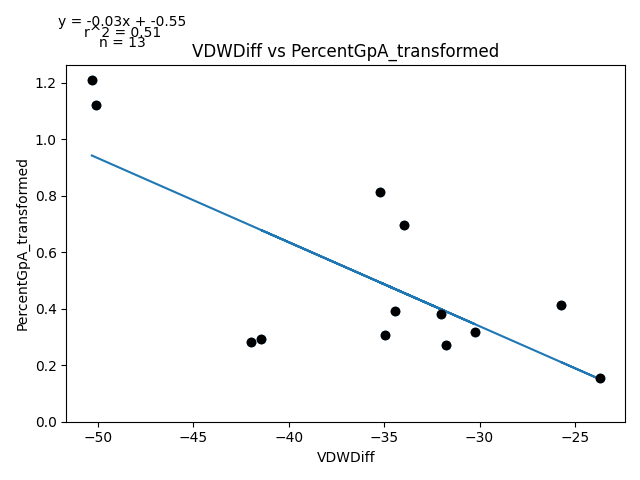 y = -0.03x + -0.55
r^2 = 0.51
n = 13
VDWDiff vs PercentGpA_transformed
PercentGpA_transformed
1.2
1.0
0.8
0.6
0.4
0.2
0.0
−50
−45
−40
−35
−30
−25
VDWDiff